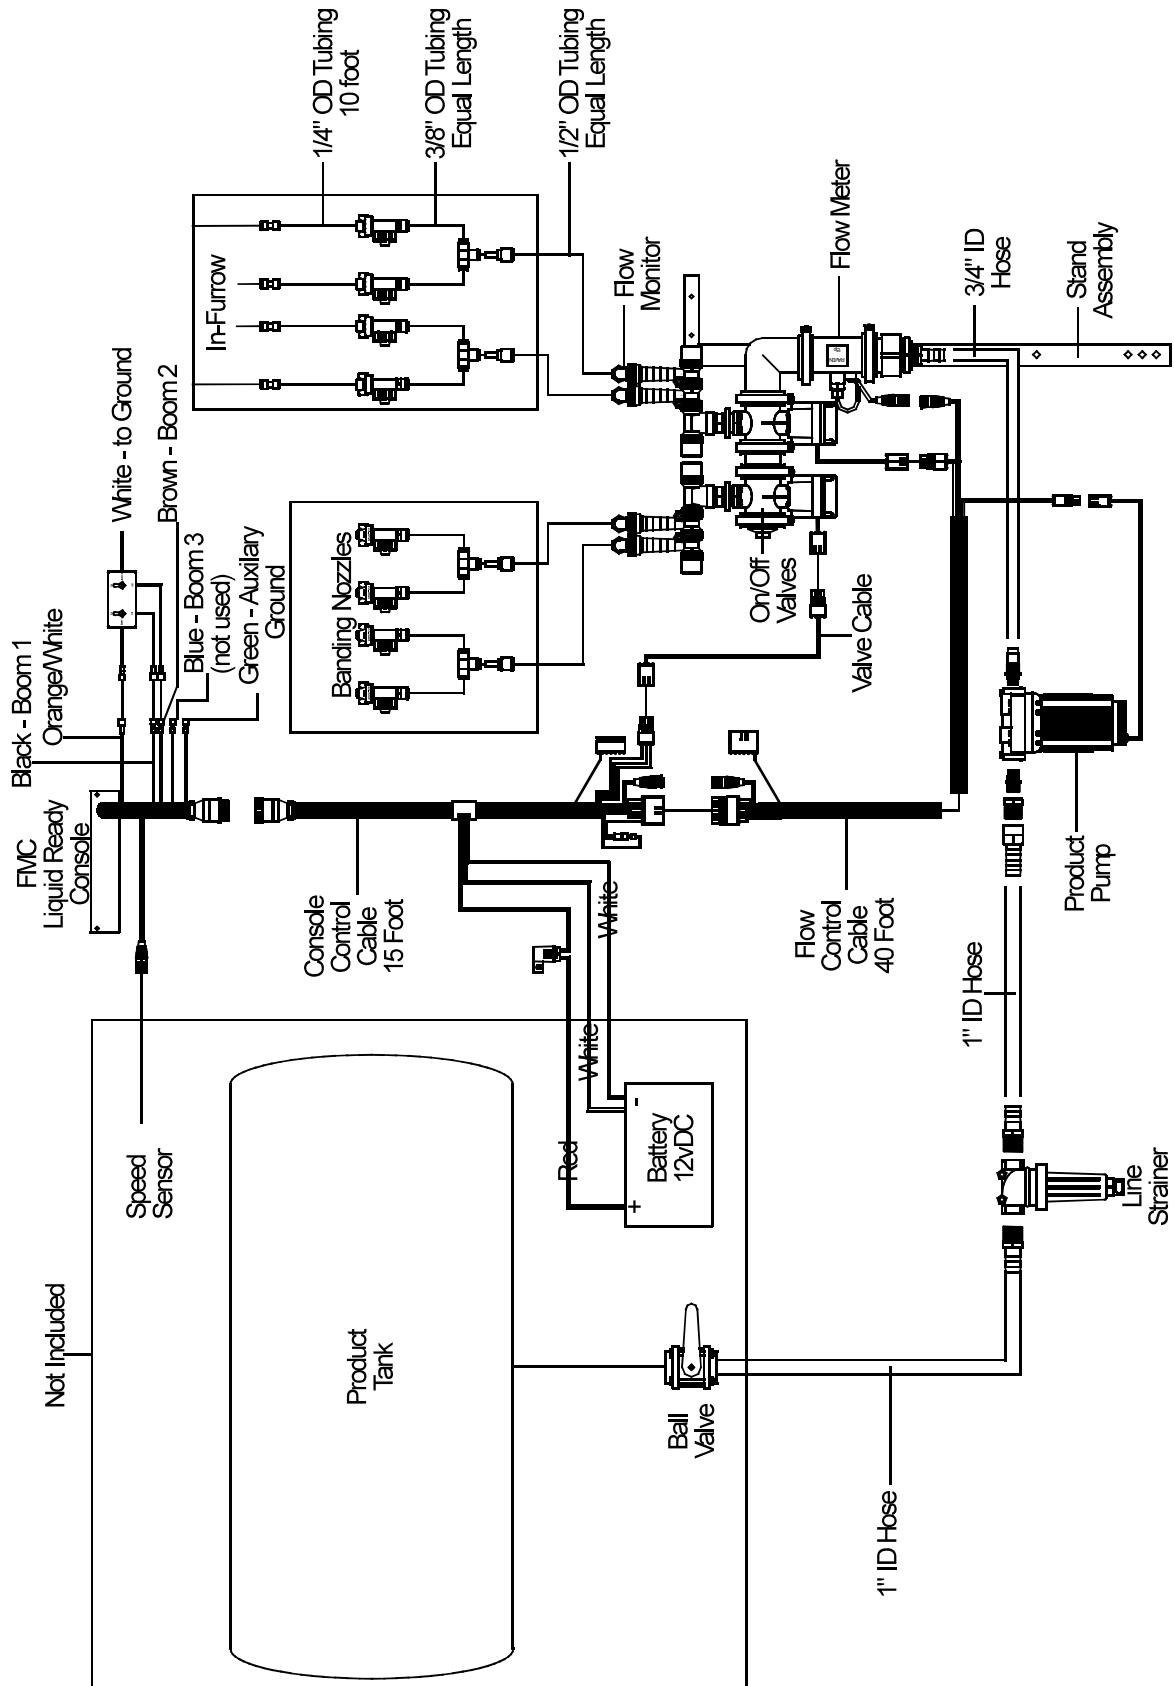 Not Included
Speed
Sensor
FMC
Liquid Ready
Console
Black - Boom 1
Orange/White
White - to Ground
Brown - Boom 2
Blue - Boom 3
(not used)
Green - Auxilary
Ground
In-Furrow
1/4" OD Tubing
10 foot
3/8" OD Tubing
Equal Length
1/2" OD Tubing
Equal Length
Banding Nozzles
Console
Control
Cable
15 Foot
Product
Tank
Red
White
White
+
-
Battery
12vDC
Ball
Valve
Flow
Monitor
On/Off
Valves
Flow Meter
Valve Cable
Flow
Control
Cable
40 Foot
3/4" ID
Hose
Stand
Assembly
1" ID Hose
1" ID Hose
Product
Pump
Line
Strainer